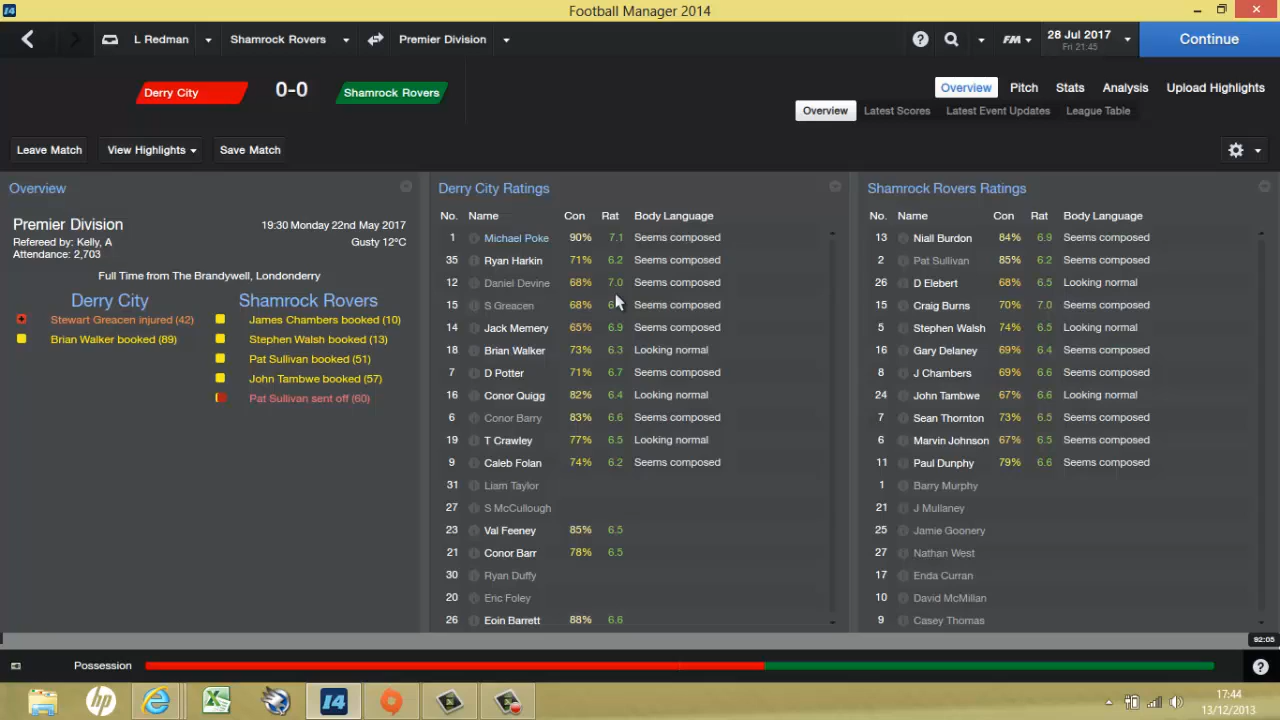 Football Manager 2014
L Redman
Shamrock Rovers
Premier Division
FM
28 Jul 2017
Fri 21:45
Continue
Derry City
0-0
Shamrock Rovers
Overview Pitch Stats Analysis Upload Highlights
Overview Latest Scores Latest Event Updates League Table
Leave Match View Highlights Save Match
Overview
Premier Division 19:30 Monday 22nd May 2017
Refereed by: Kelly, A Gusty 12°C
Attendance: 2,703
Full Time from The Brandywell, Londonderry
Derry City
Stewart Greacen injured (42)
Brian Walker booked (89)
Shamrock Rovers
James Chambers booked (10)
Stephen Walsh booked (13)
Pat Sullivan booked (51)
John Tambwe booked (57)
Pat Sullivan sent off (60)
Derry City Ratings
No. Name Con Rat Body Language
1 Michael Poke 90% 7.1 Seems composed
35 Ryan Harkin 71% 6.2 Seems composed
12 Daniel Devine 68% 7.0 Seems composed
15 S Greacen 68% Seems composed
14 Jack Memery 65% 6.9 Seems composed
18 Brian Walker 73% 6.3 Looking normal
7 D Potter 71% 6.7 Seems composed
16 Conor Quigg 82% 6.4 Looking normal
6 Conor Barry 83% 6.6 Seems composed
19 T Crawley 77% 6.5 Looking normal
9 Caleb Folan 74% 6.2 Seems composed
31 Liam Taylor
27 S McCullough
23 Val Feeney 85% 6.5
21 Conor Barr 78% 6.5
30 Ryan Duffy
20 Eric Foley
26 Eoin Barrett 88% 6.6
Shamrock Rovers Ratings
No. Name Con Rat Body Language
13 Niall Burdon 84% 6.9 Seems composed
2 Pat Sullivan 85% 6.2 Seems composed
26 D Elebert 68% 6.5 Looking normal
15 Craig Burns 70% 7.0 Seems composed
5 Stephen Walsh 74% 6.5 Looking normal
16 Gary Delaney 69% 6.4 Seems composed
8 J Chambers 69% 6.6 Seems composed
24 John Tambwe 67% 6.6 Looking normal
7 Sean Thornton 73% 6.5 Seems composed
6 Marvin Johnson 67% 6.5 Seems composed
11 Paul Dunphy 79% 6.6 Seems composed
1 Barry Murphy
21 J Mullaney
25 Jamie Goonery
27 Nathan West
17 Enda Curran
10 David McMillan
9 Casey Thomas
92:05
Possession
17:44
13/12/2013